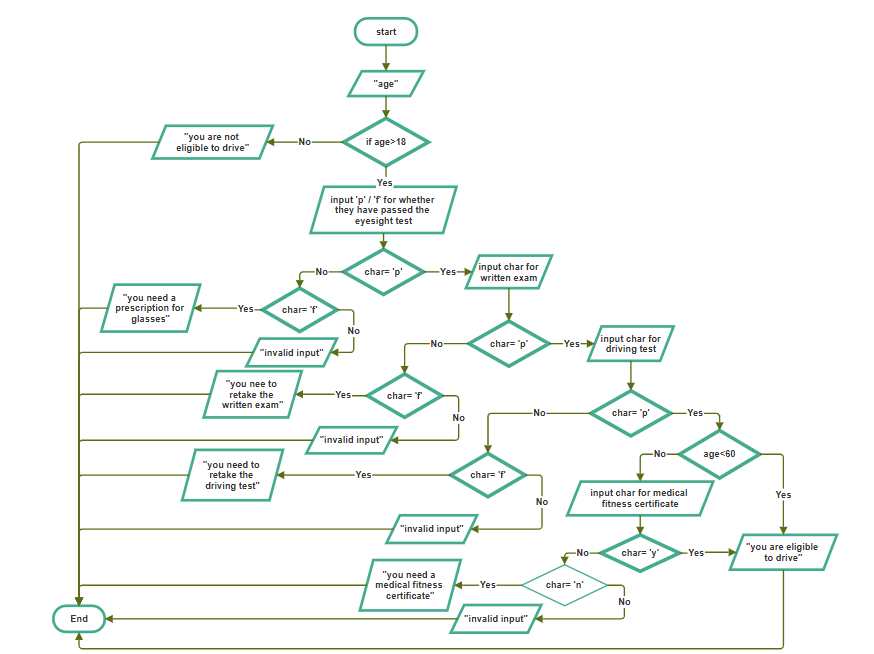 start
"age"
if age>18
No
"you are not
eligible to drive"
Yes
input 'p' / 'f' for whether
they have passed the
eyesight test
char= 'p'
No
Yes
input char for
written exam
char= 'f'
Yes
"you need a
prescription for
glasses"
No
"invalid input"
char= 'p'
No
Yes
input char for
driving test
char= 'f'
Yes
"you nee to
retake the
written exam"
No
"invalid input"
char= 'p'
No
Yes
age<60
No
Yes
char= 'f'
Yes
"you need to
retake the
driving test"
No
"invalid input"
input char for medical
fitness certificate
char= 'y'
No
Yes
"you are eligible
to drive"
char= 'n'
Yes
"you need a
medical fitness
certificate"
No
"invalid input"
End